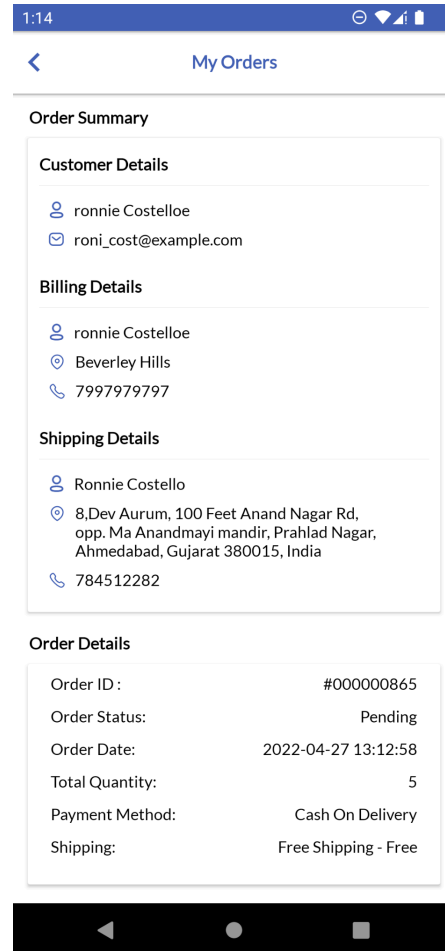 1:14
My Orders
Order Summary
Customer Details
ronnie Costelloe
roni_cost@example.com
Billing Details
ronnie Costelloe
Beverley Hills
7997979797
Shipping Details
Ronnie Costello
8,Dev Aurum, 100 Feet Anand Nagar Rd,
opp. Ma Anandmayi mandir, Prahlad Nagar,
Ahmedabad, Gujarat 380015, India
784512282
Order Details
Order ID : #000000865
Order Status: Pending
Order Date: 2022-04-27 13:12:58
Total Quantity: 5
Payment Method: Cash On Delivery
Shipping: Free Shipping - Free